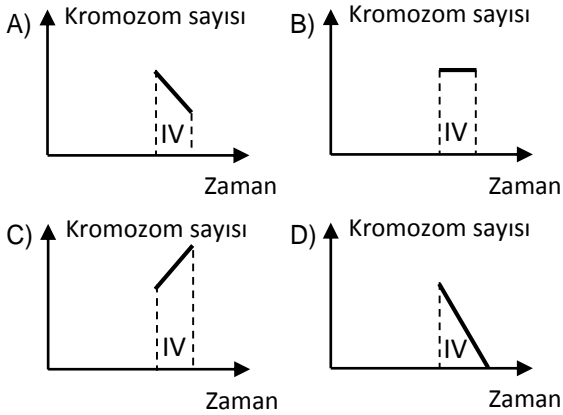 A) Kromozom sayısı
IV
Zaman
B) Kromozom sayısı
IV
Zaman
C) Kromozom sayısı
IV
Zaman
D) Kromozom sayısı
IV
Zaman